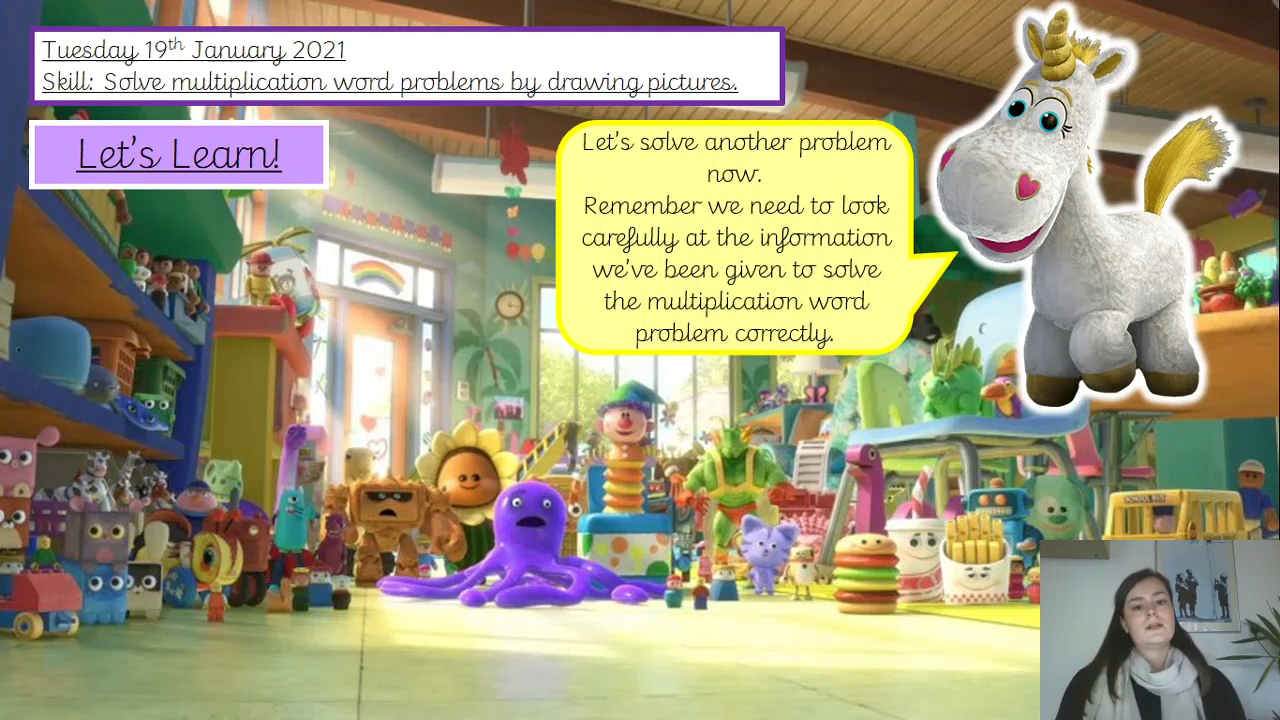 Tuesday 19th January 2021
Skill: Solve multiplication word problems by drawing pictures.
Let's Learn!
Let's solve another problem
now.
Remember we need to look
carefully at the information
we've been given to solve
the multiplication word
problem correctly.
SCHOOL BUS